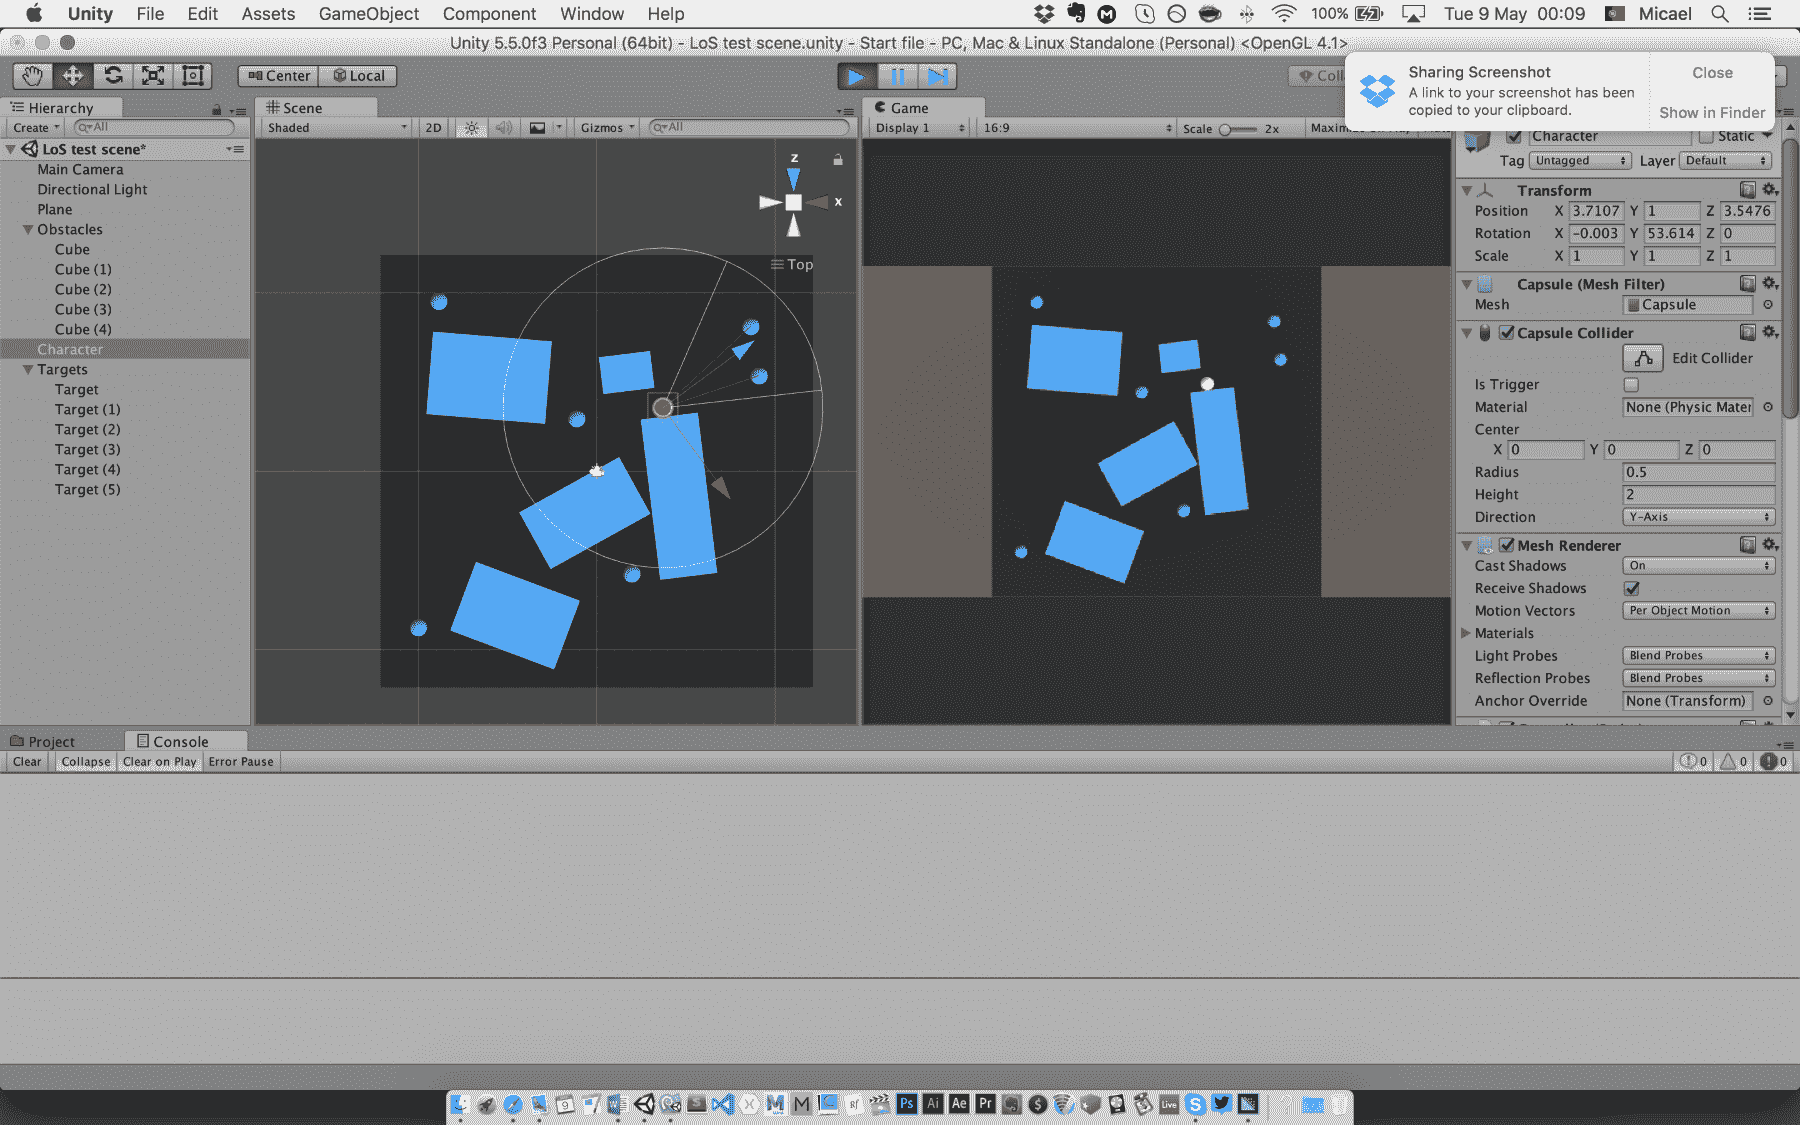 Unity File Edit Assets GameObject Component Window Help 100% Tue 9 May 00:09 Micael
Unity 5.5.0f3 Personal (64bit) - LoS test scene.unity - Start file - PC, Mac & Linux Standalone (Personal) <OpenGL 4.1>
Center Local
Sharing Screenshot
A link to your screenshot has been
copied to your clipboard.
Close
Show in Finder
Hierarchy
Create All
LoS test scene*
Main Camera
Directional Light
Plane
Obstacles
Cube
Cube (1)
Cube (2)
Cube (3)
Cube (4)
Character
Targets
Target
Target (1)
Target (2)
Target (3)
Target (4)
Target (5)
Scene
Shaded 2D Gizmos All
z
x
Top
Game
Display 1 16:9 Scale 2x
Character Static
Tag Untagged Layer Default
Transform
Position X 3.7107 Y 1 Z 3.5476
Rotation X -0.003 Y 53.614 Z 0
Scale X 1 Y 1 Z 1
Capsule (Mesh Filter)
Mesh Capsule
Capsule Collider
Edit Collider
Is Trigger
Material None (Physic Mater
Center
X 0 Y 0 Z 0
Radius 0.5
Height 2
Direction Y-Axis
Mesh Renderer
Cast Shadows On
Receive Shadows
Motion Vectors Per Object Motion
Materials
Light Probes Blend Probes
Reflection Probes Blend Probes
Anchor Override None (Transform)
Project Console
Clear Collapse Clear on Play Error Pause 0 0 0
9 Ps Ai Ae Pr Live